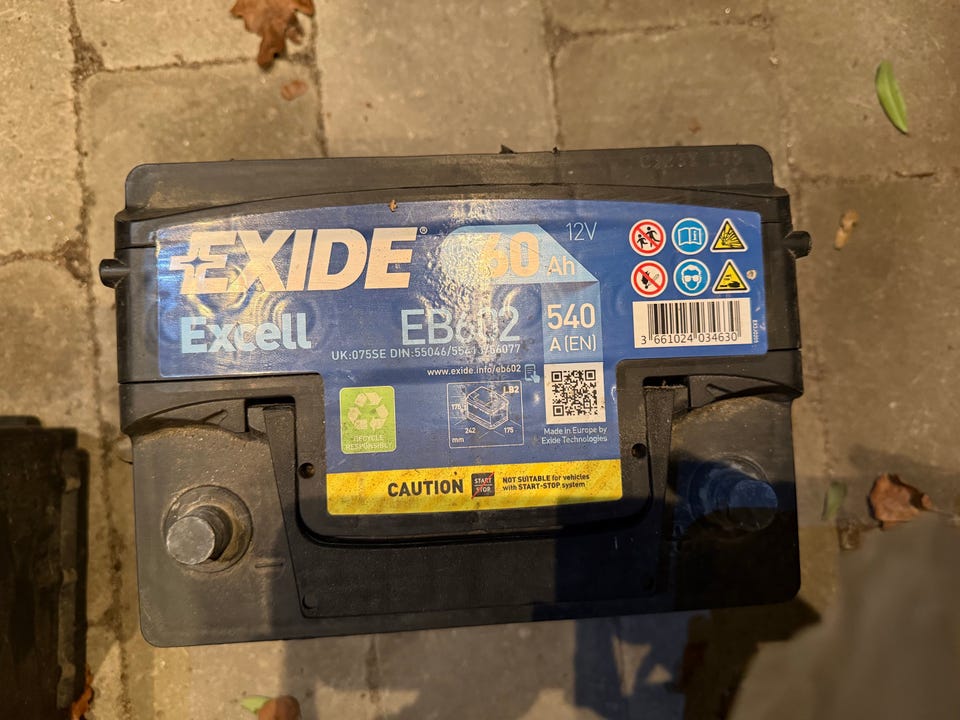 EXIDE®
60 Ah
12V
Excell
EB602
540
A (EN)
UK:075SE DIN:55046/55413/56077
www.exide.info/eb602
3 661024 034630
LB2
175
242
175
mm
RECYCLE
RESPONSIBLY
Made in Europe by
Exide Technologies
CAUTION
START
STOP
NOT SUITABLE for vehicles
with START-STOP system